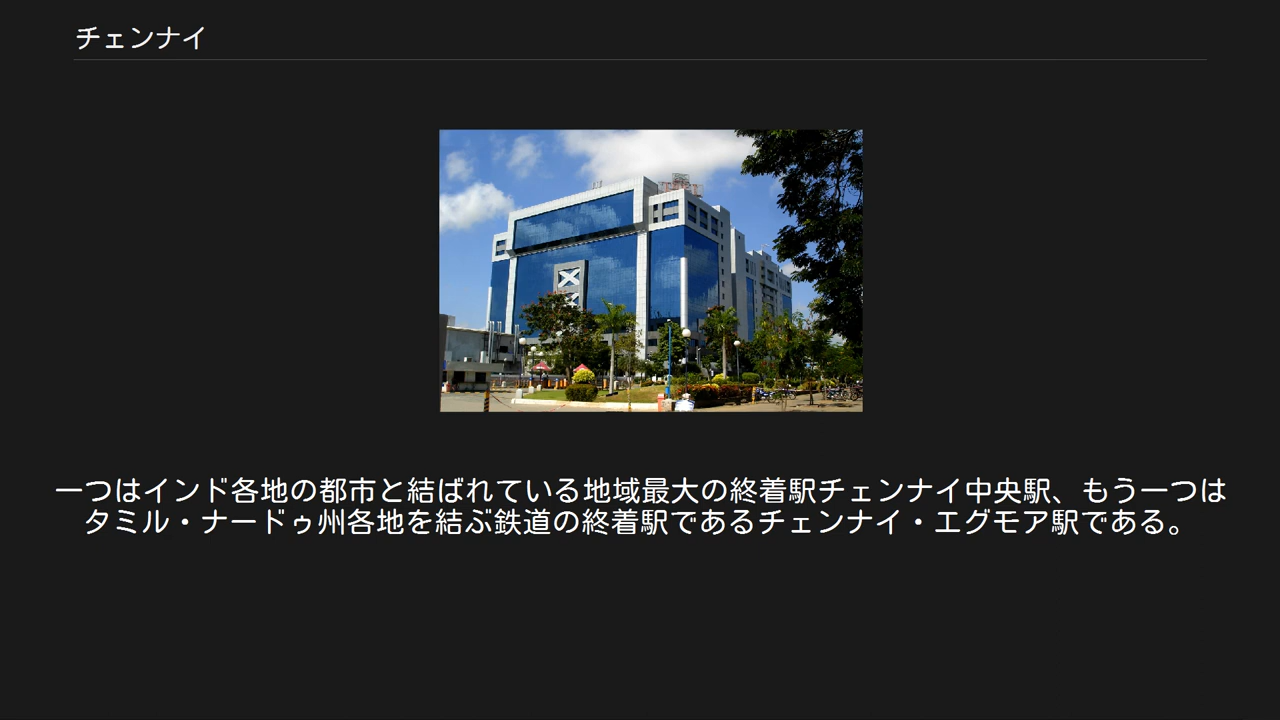 チェンナイ
一つはインド各地の都市と結ばれている地域最大の終着駅チェンナイ中央駅、もう一つは
タミル・ナードゥ州各地を結ぶ鉄道の終着駅であるチェンナイ・エグモア駅である。